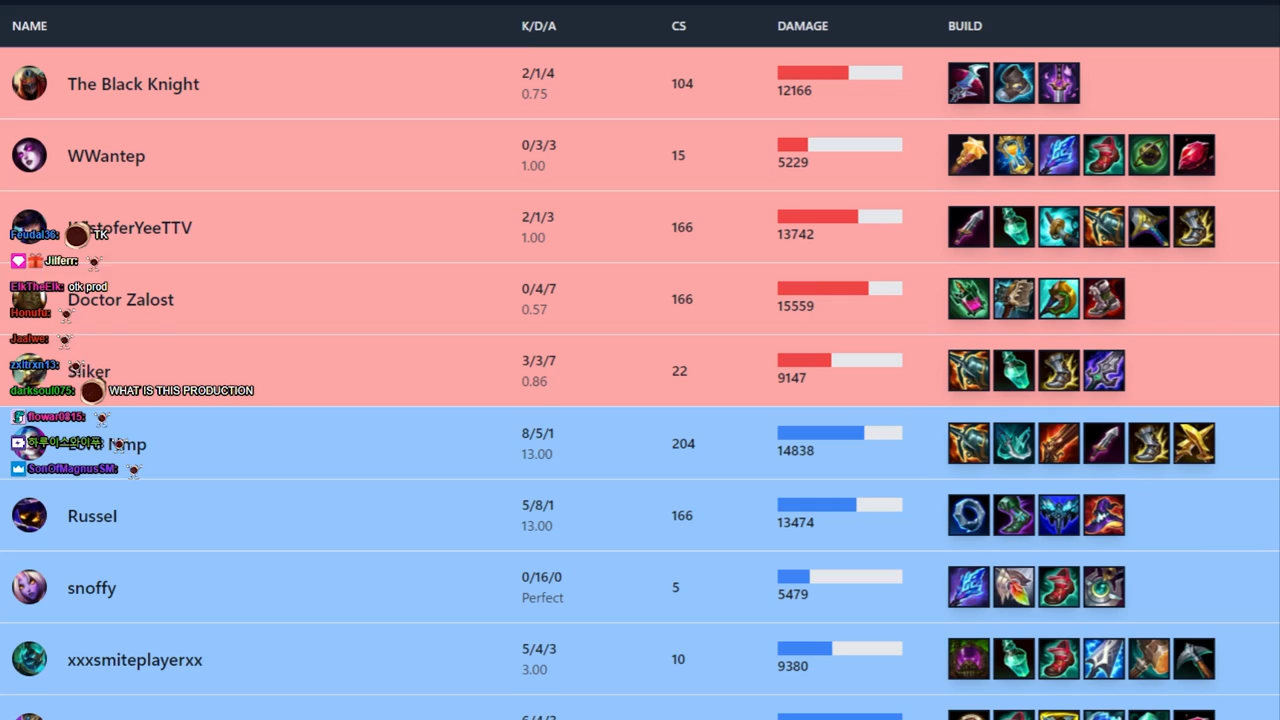 NAME K/D/A CS DAMAGE BUILD
The Black Knight 2/1/4 104 12166
0.75
WWantep 0/3/3 15 5229
1.00
stoferYeeTTV 2/1/3 166 13742
1.00
Feudal36: TK
Jilferr:
ElkTheElk: otk prod
Doctor Zalost 0/4/7 166 15559
0.57
Honufu:
Jaalwe:
zxltrxn13:
Sliker 3/3/7 22 9147
0.86
darksoul075: WHAT IS THIS PRODUCTION
flowar0615:
8/5/1 204 14838
13.00
SonOfMagnusSM:
Russel 5/8/1 166 13474
13.00
snoffy 0/16/0 5 5479
Perfect
xxxsmiteplayerxx 5/4/3 10 9380
3.00